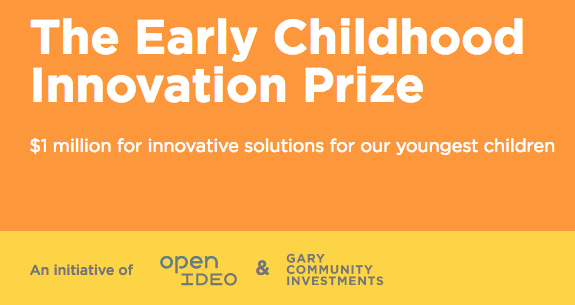 The Early Childhood
Innovation Prize
$1 million for innovative solutions for our youngest children
An initiative of
open
IDEO
&
GARY
COMMUNITY
INVESTMENTS